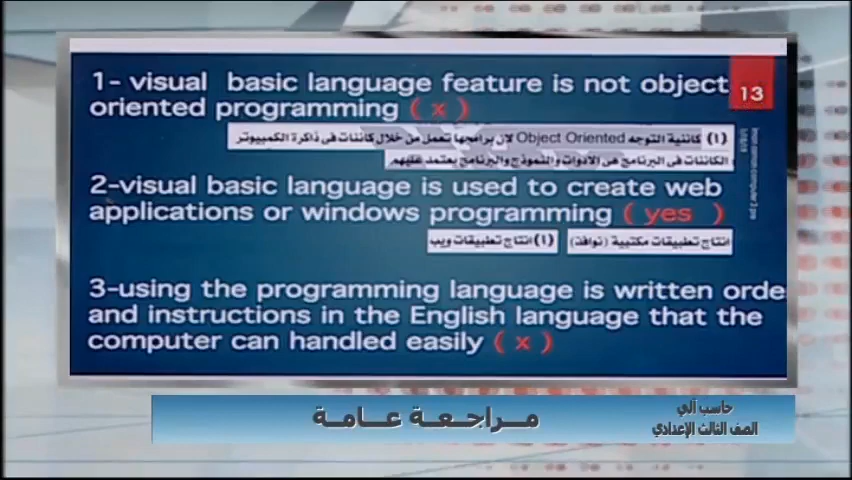 1- visual basic language feature is not object
oriented programming ( x )
13
(١) كائنية التوجه Object Oriented لان برامجها تعمل من خلال كائنات فى ذاكرة الكمبيوتر
الكائنات فى البرنامج هى الادوات والنموذج والبرنامج يعتمد عليهم
2-visual basic language is used to create web
applications or windows programming ( yes )
انتاج تطبيقات مكتبية (نوافذ)
(١) انتاج تطبيقات ويب
3-using the programming language is written orde
and instructions in the English language that the
computer can handled easily ( x )
مـراجـعـة عـامـة
حاسب آلي
الصف الثالث الإعدادي